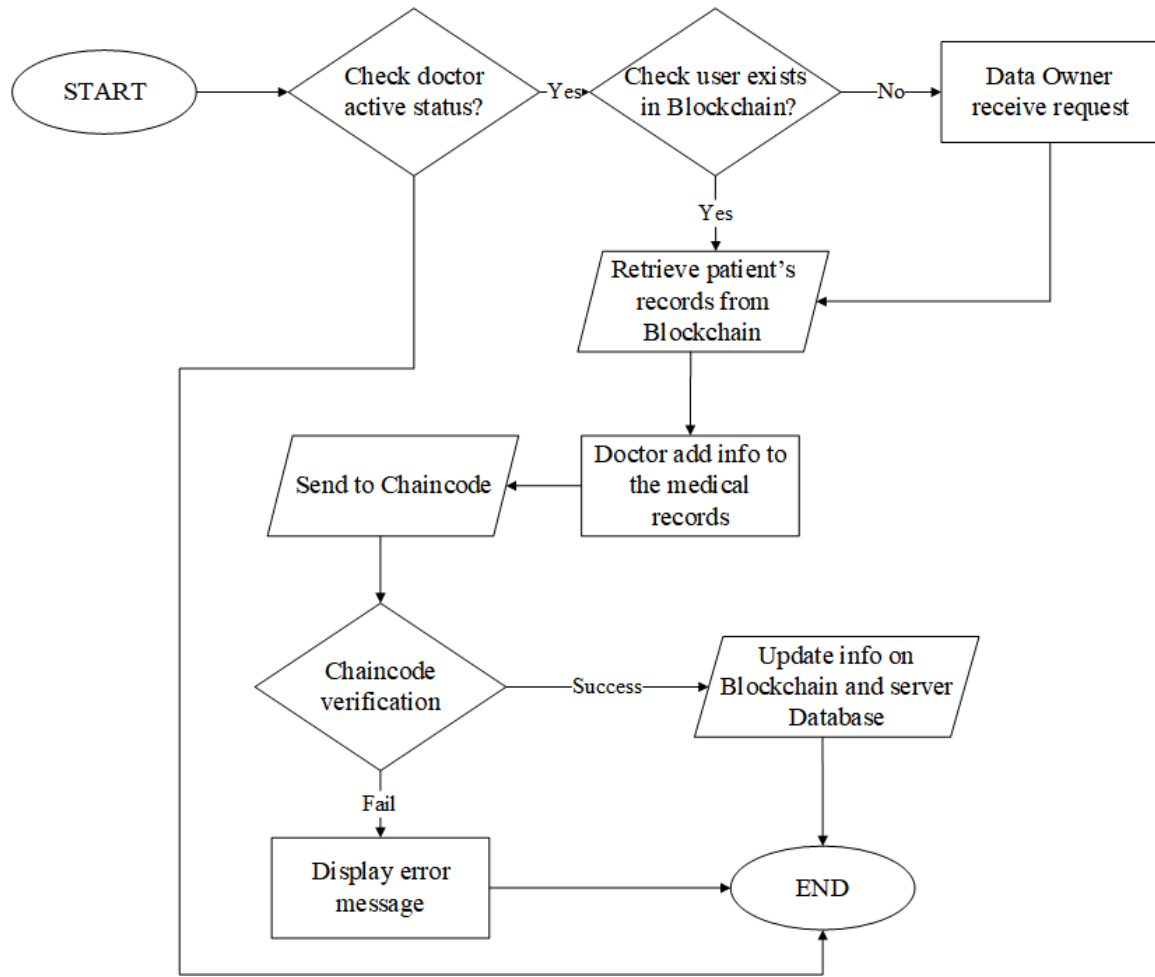 START
Check doctor
active status?
Yes
Check user exists
in Blockchain?
No
Data Owner
receive request
Yes
Retrieve patient’s
records from
Blockchain
Doctor add info to
the medical
records
Send to Chaincode
Chaincode
verification
Success
Update info on
Blockchain and server
Database
Fail
Display error
message
END